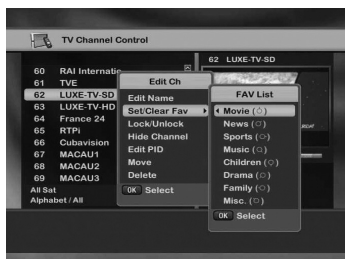 TV Channel Control
62 LUXE-TV-SD
60 RAI Internatio
61 TVE
62 LUXE-TV-SD
63 LUXE-TV-HD
64 France 24
65 RTPi
66 Cubavision
67 MACAU1
68 MACAU2
69 MACAU3
All Sat
Alphabet / All
Edit Ch
Edit Name
Set/Clear Fav
Lock/Unlock
Hide Channel
Edit PID
Move
Delete
OK Select
FAV List
Movie
News
Sports
Music
Children
Drama
Family
Misc.
OK Select